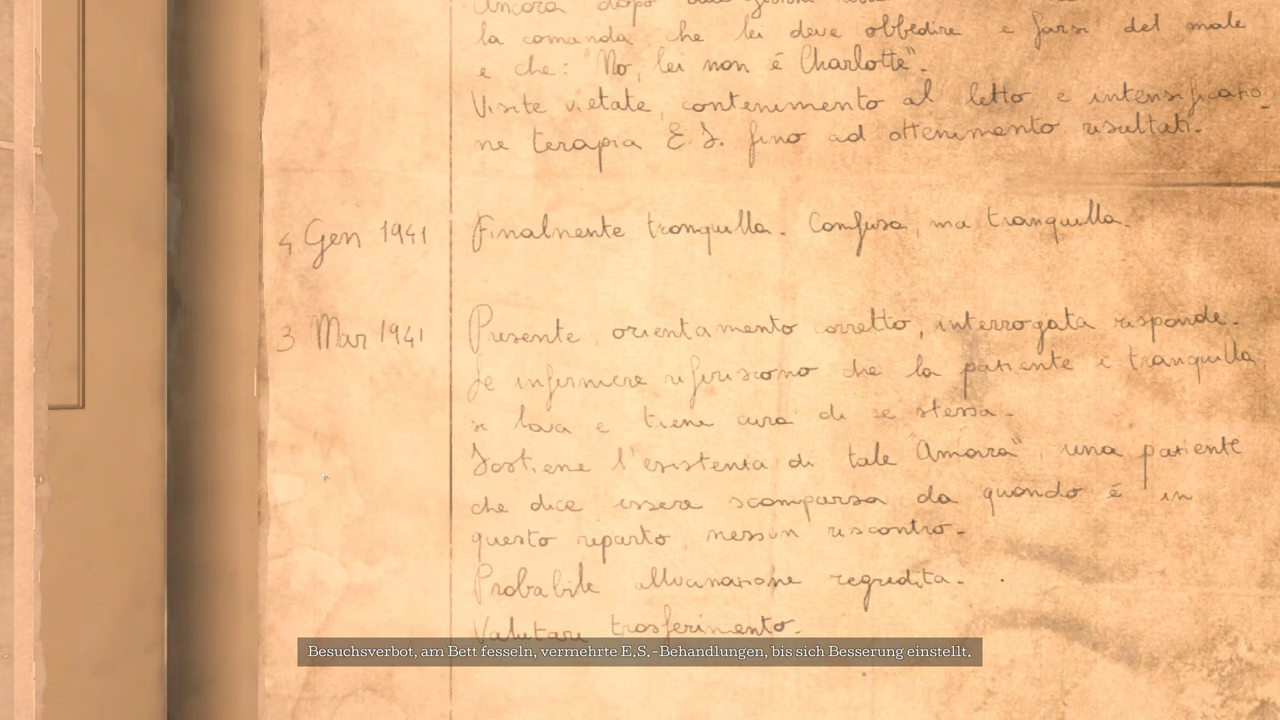 Ancora dopo
la comanda che lei deve obbedire e farsi del male
e che: "No, lei non é Charlotte".
Visite vietate, contenimento al letto e intensificazio_
ne terapia E.S. fino ad ottenimento risultati.
4 Gen 1941 Finalmente tranquilla. Confusa, ma tranquilla.
3 Mar 1941 Presente, orientamento corretto, interrogata risponde.
Le infermiere riferiscono che la paziente è tranquilla,
si lava e tiene cura di se stessa.
Sostiene l'esistenza di tale "Amara", una paziente
che dice essere scomparsa da quando é in
questo reparto nessun riscontro.
Probabile allucinazione regredita.
Valutare trasferimento.
Besuchsverbot, am Bett fesseln, vermehrte E.S.-Behandlungen, bis sich Besserung einstellt.